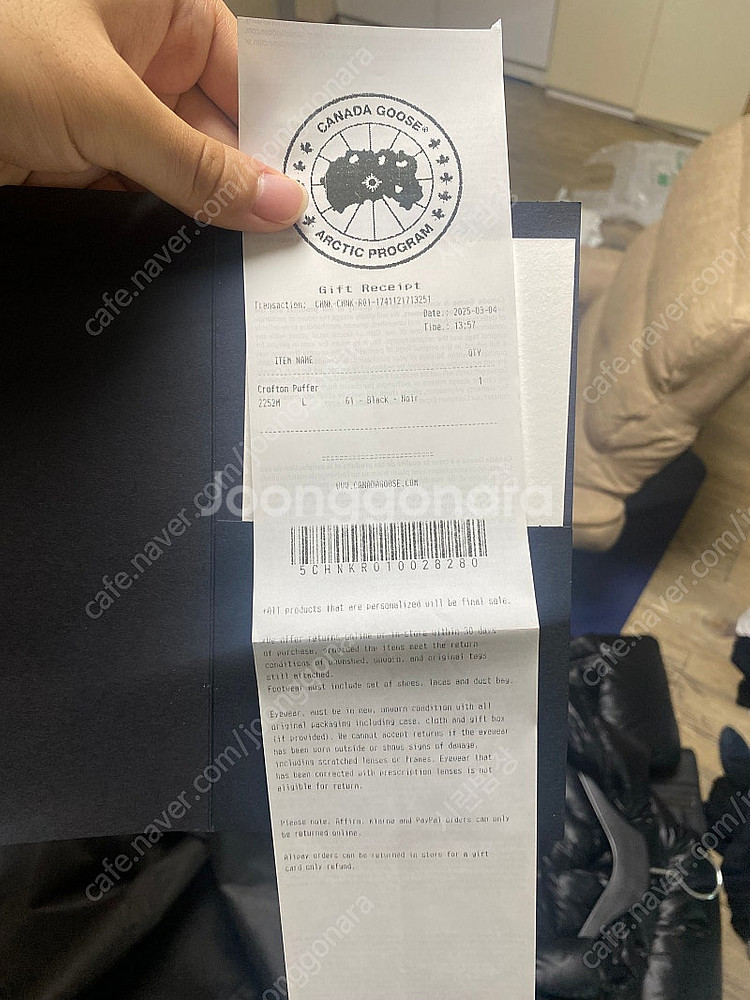 CANADA GOOSE®
ARCTIC PROGRAM
Gift Receipt
Transaction: CHNK-CHNK-R01-1741121713251
Date.: 2025-03-04
Time.: 13:57
ITEM NAME QTY
Crofton Puffer 1
2252M L 61 - Black - Noir
WWW.CANADAGOOSE.COM
Joonggonara
5CHNKR010028280
*All products that are personalized will be final sale.
We offer returns online or in-store within 30 days
of purchase, provided the items meet the return
conditions of unwashed, unworn, and original tags
still attached.
Footwear must include set of shoes, laces and dust bag.
Eyewear, must be in new, unworn condition with all
original packaging including case, cloth and gift box
(if provided). We cannot accept returns if the eyewear
has been worn outside or shows signs of damage,
including scratched lenses or frames. Eyewear that
has been corrected with prescription lenses is not
eligible for return.
Please note, Affirm, Klarna and PayPal orders can only
be returned online.
Alipay orders can be returned in store for a gift
card only refund.
cafe.naver.com/joonggonara